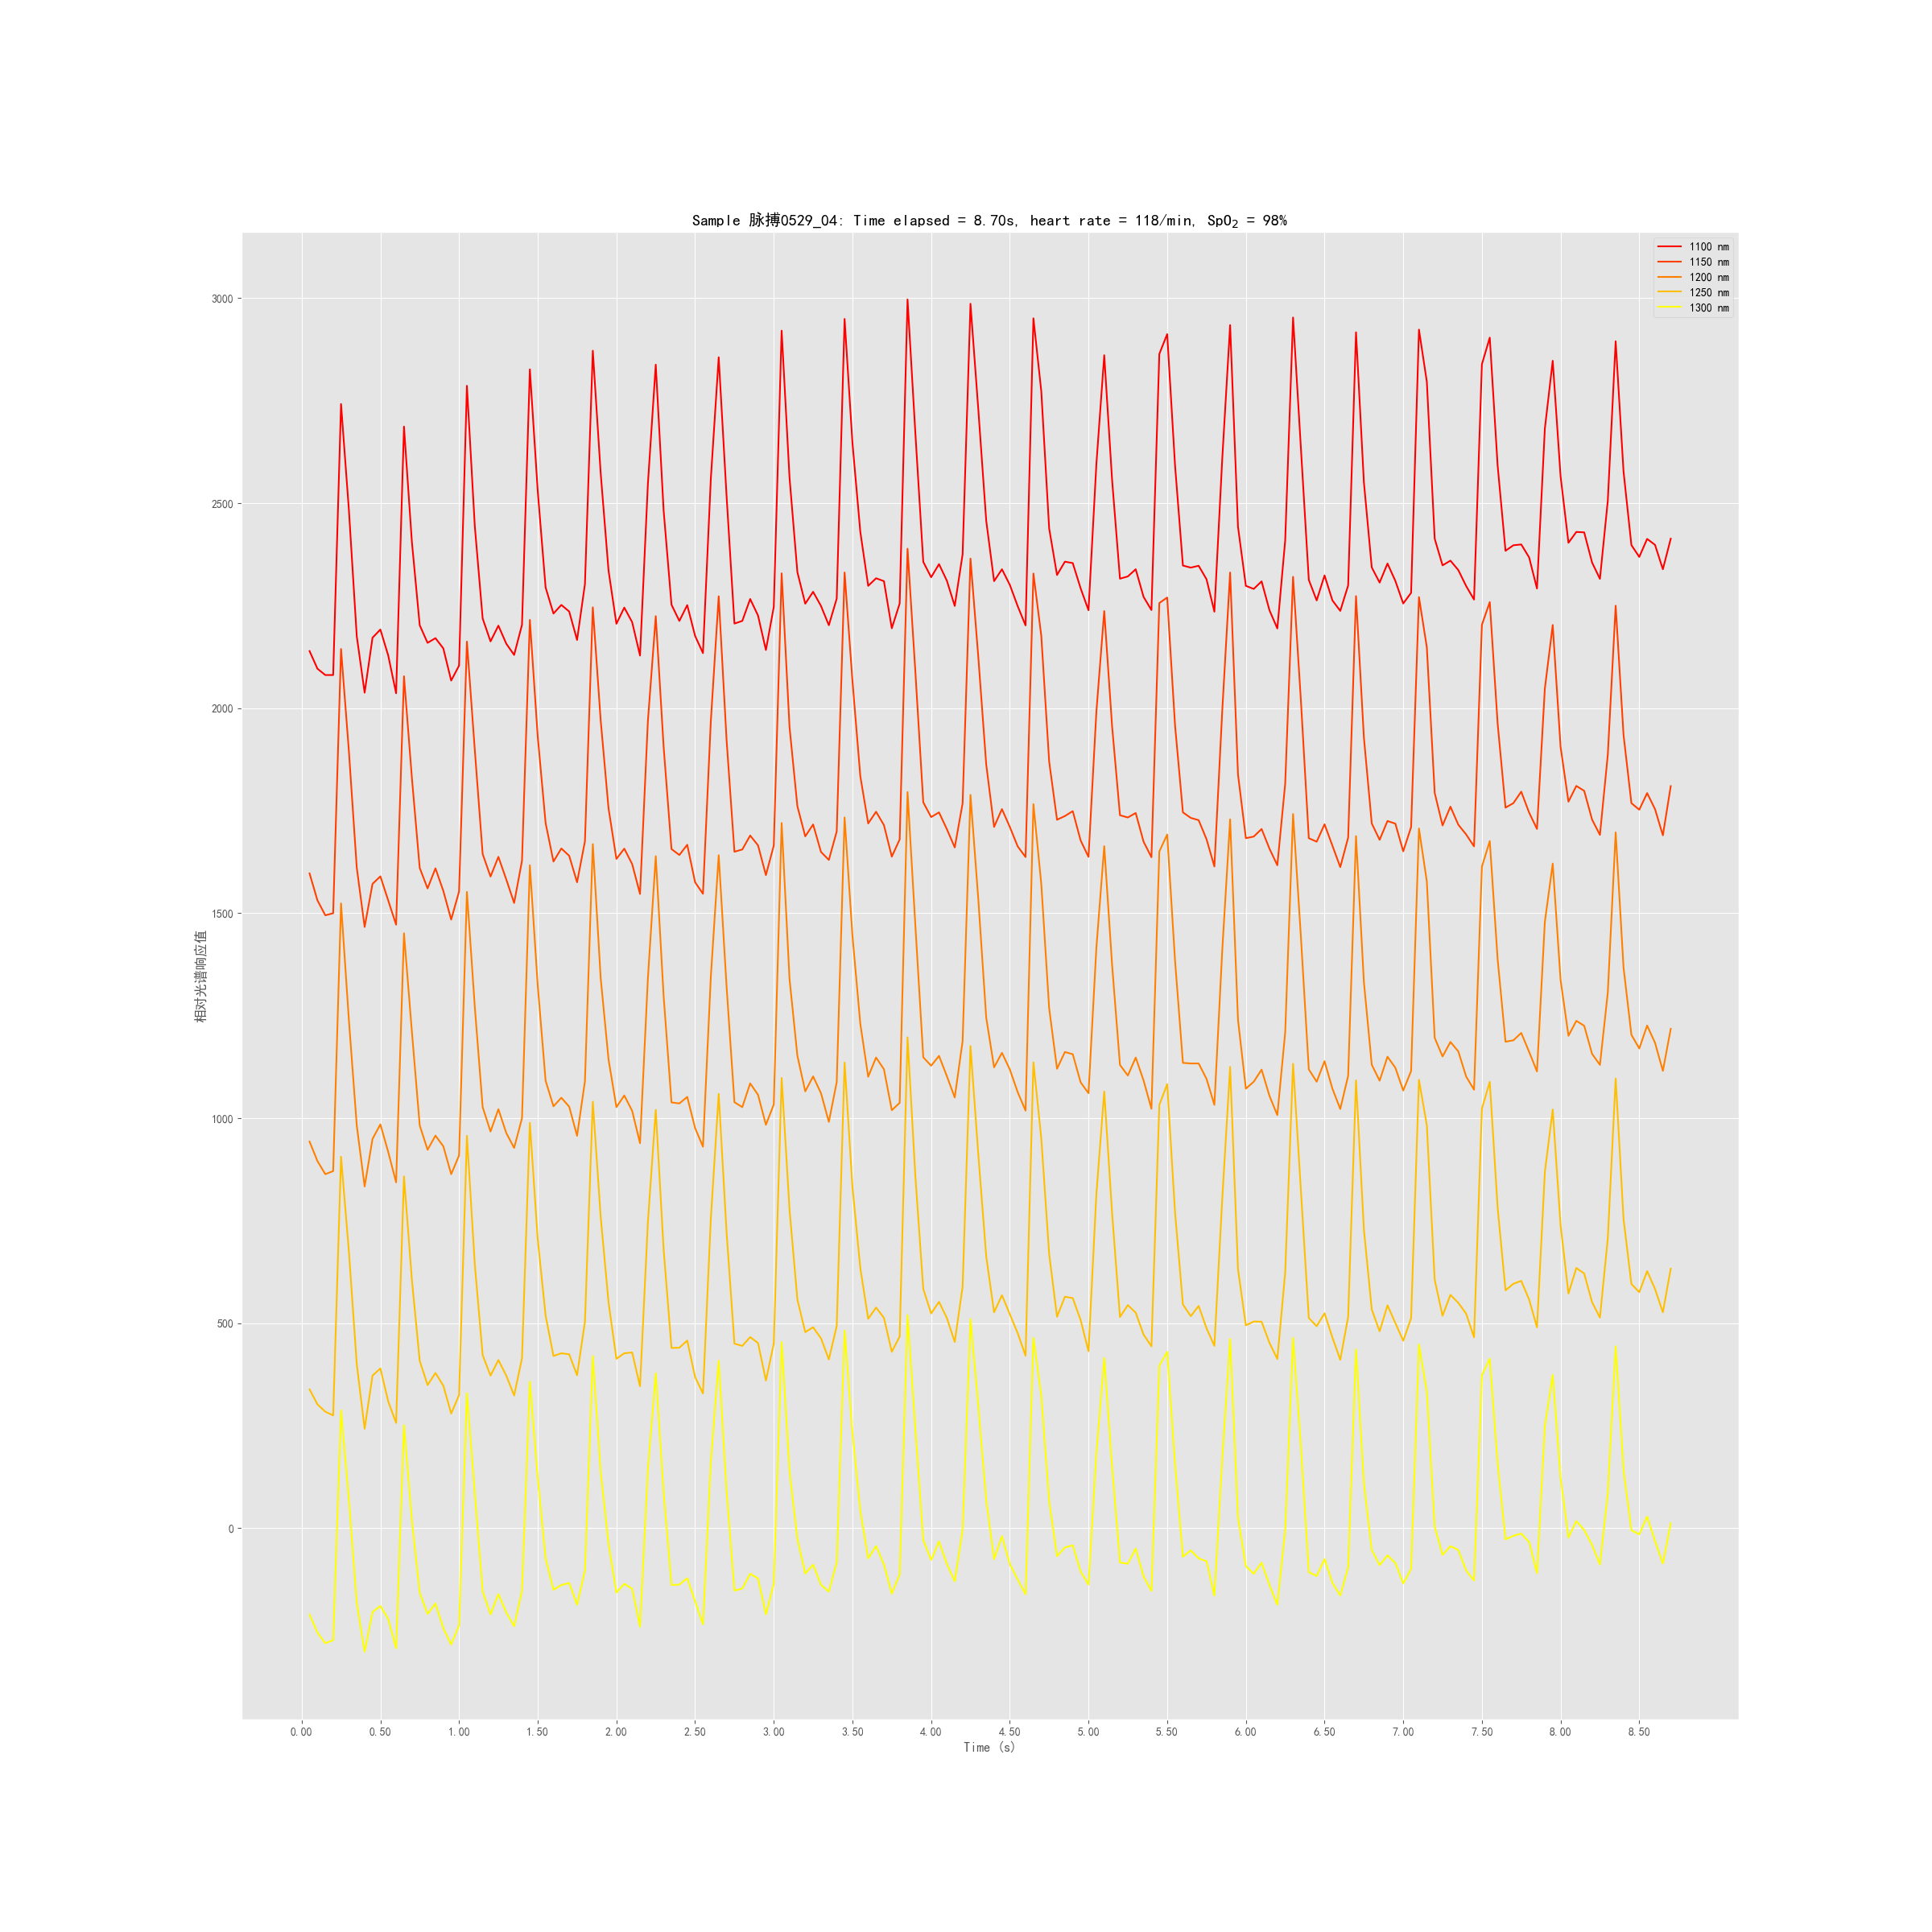 Sample 脉搏0529_04: Time elapsed = 8.70s, heart rate = 118/min, SpO₂ = 98%
1100 nm
1150 nm
1200 nm
1250 nm
1300 nm
3000
2500
2000
1500
1000
500
0
相对光谱响应值
0.00 0.50 1.00 1.50 2.00 2.50 3.00 3.50 4.00 4.50 5.00 5.50 6.00 6.50 7.00 7.50 8.00 8.50
Time (s)